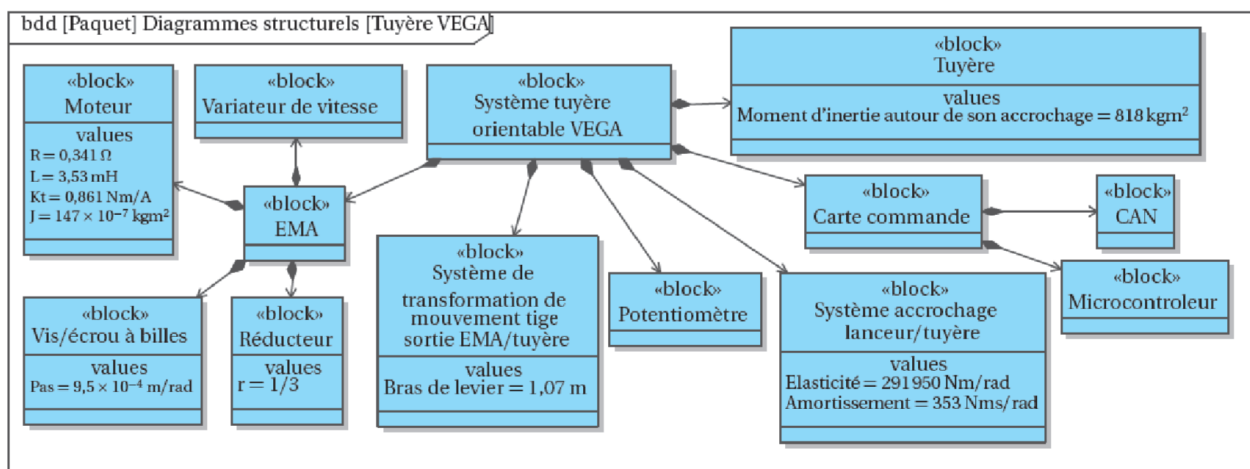 bdd [Paquet] Diagrammes structurels [Tuyère VEGA]
«block»
Moteur
values
R = 0,341 Ω
L = 3,53 mH
Kt = 0,861 Nm/A
J = 147 × 10⁻⁷ kgm²
«block»
Variateur de vitesse
«block»
Système tuyère
orientable VEGA
«block»
Tuyère
values
Moment d'inertie autour de son accrochage = 818 kgm²
«block»
EMA
«block»
Carte commande
«block»
CAN
«block»
Vis/écrou à billes
values
Pas = 9,5 × 10⁻⁴ m/rad
«block»
Réducteur
values
r = 1/3
«block»
Système de
transformation de
mouvement tige
sortie EMA/tuyère
values
Bras de levier = 1,07 m
«block»
Potentiomètre
«block»
Système accrochage
lanceur/tuyère
values
Elasticité = 291 950 Nm/rad
Amortissement = 353 Nms/rad
«block»
Microcontroleur